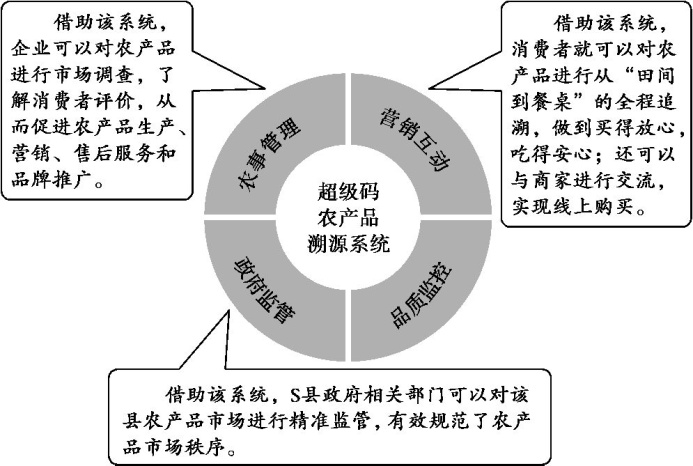 借助该系统，
企业可以对农产品
进行市场调查，了
解消费者评价，从
而促进农产品生产、
营销、售后服务和
品牌推广。
借助该系统，
消费者就可以对农
产品进行从“田间
到餐桌”的全程追
溯，做到买得放心，
吃得安心；还可以
与商家进行交流，
实现线上购买。
农事管理
营销互动
超级码
农产品
溯源系统
政府监管
品质监控
借助该系统，S县政府相关部门可以对该
县农产品市场进行精准监管，有效规范了农产
品市场秩序。